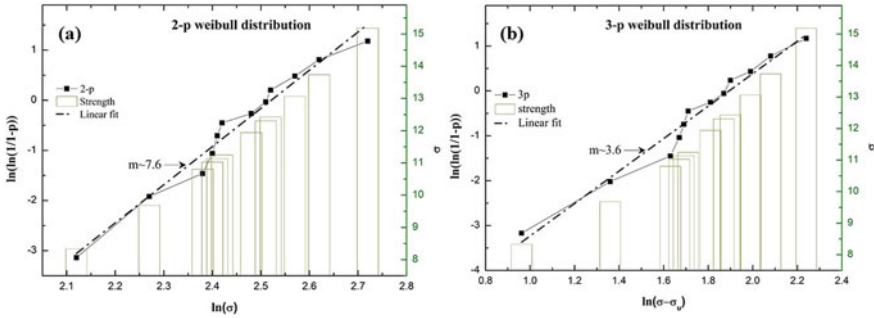 (a)
2-p weibull distribution
2-p
Strength
Linear fit
m~7.6
ln(ln(1/1-p))
1
0
-1
-2
-3
2.1 2.2 2.3 2.4 2.5 2.6 2.7 2.8
ln(σ)
15
14
13
12
11
10
9
8
σ
(b)
3-p weibull distribution
3p
strength
Linear fit
m~3.6
ln(ln(1/1-p))
1
0
-1
-2
-3
-4
0.8 1.0 1.2 1.4 1.6 1.8 2.0 2.2 2.4
ln(σ-σu)
15
14
13
12
11
10
9
8
σ